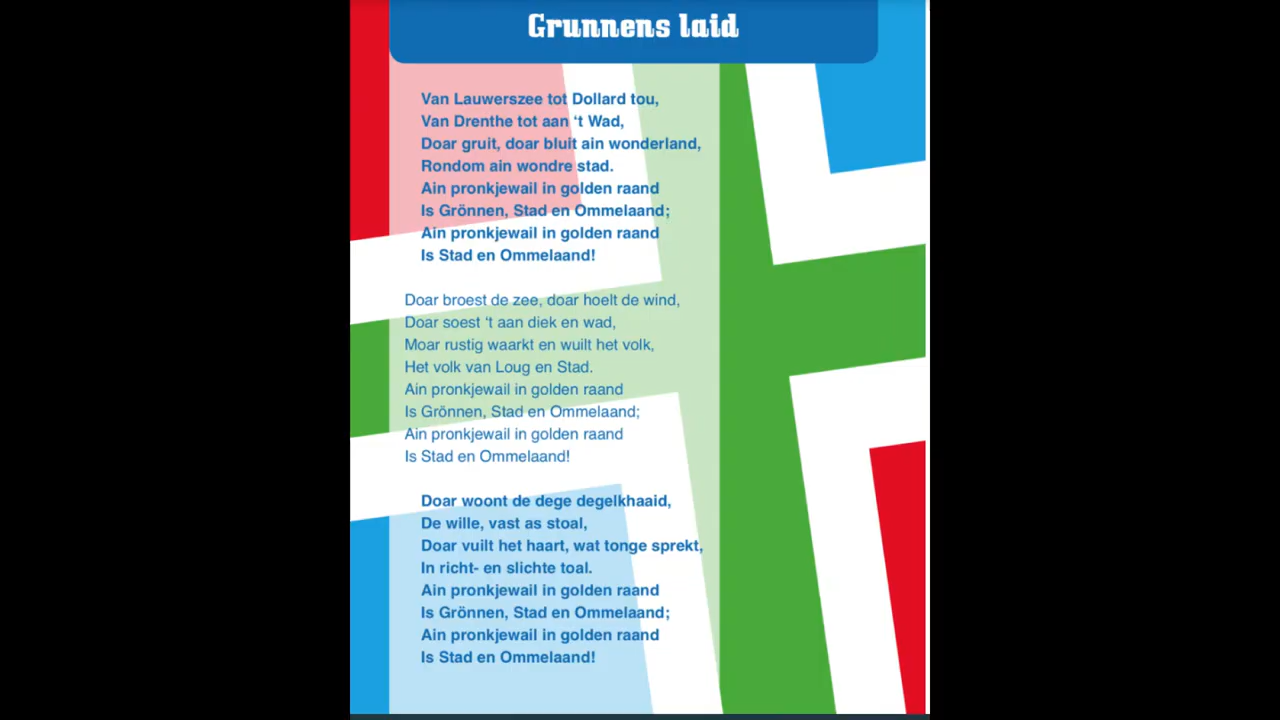 Grunnens laid
Van Lauwerszee tot Dollard tou,
Van Drenthe tot aan ‘t Wad,
Doar gruit, doar bluit ain wonderland,
Rondom ain wondre stad.
Ain pronkjewail in golden raand
Is Grönnen, Stad en Ommelaand;
Ain pronkjewail in golden raand
Is Stad en Ommelaand!
Doar broest de zee, doar hoelt de wind,
Doar soest ‘t aan diek en wad,
Moar rustig waarkt en wuilt het volk,
Het volk van Loug en Stad.
Ain pronkjewail in golden raand
Is Grönnen, Stad en Ommelaand;
Ain pronkjewail in golden raand
Is Stad en Ommelaand!
Doar woont de dege degelkhaaid,
De wille, vast as stoal,
Doar vuilt het haart, wat tonge sprekt,
In richt- en slichte toal.
Ain pronkjewail in golden raand
Is Grönnen, Stad en Ommelaand;
Ain pronkjewail in golden raand
Is Stad en Ommelaand!